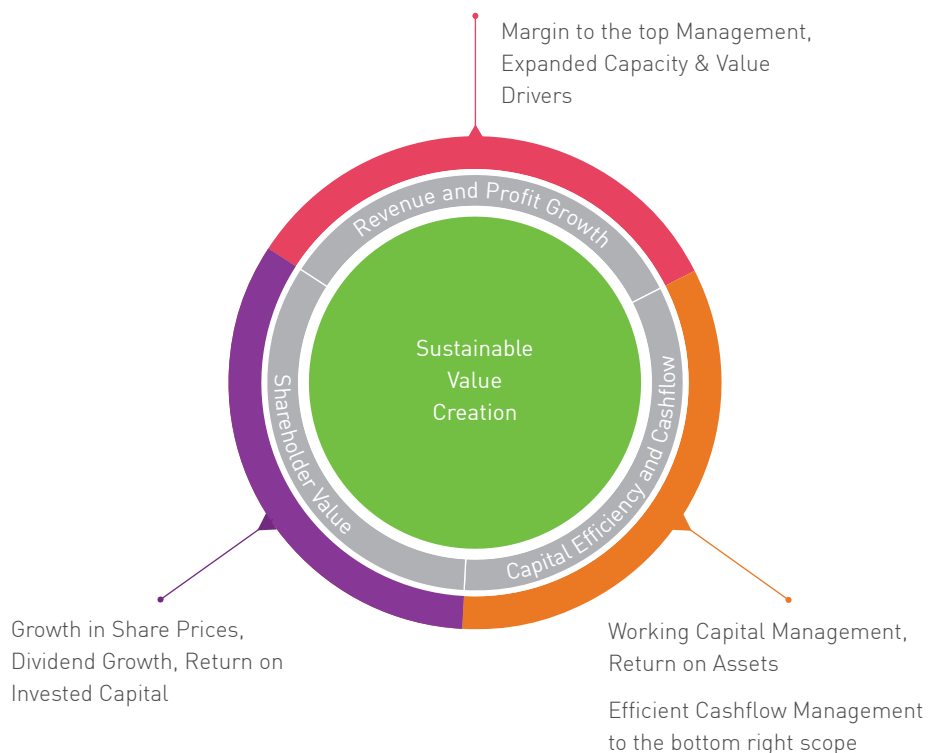 Margin to the top Management,
Expanded Capacity & Value
Drivers
Revenue and Profit Growth
Sustainable
Value
Creation
Shareholder Value
Capital Efficiency and Cashflow
Growth in Share Prices,
Dividend Growth, Return on
Invested Capital
Working Capital Management,
Return on Assets
Efficient Cashflow Management
to the bottom right scope